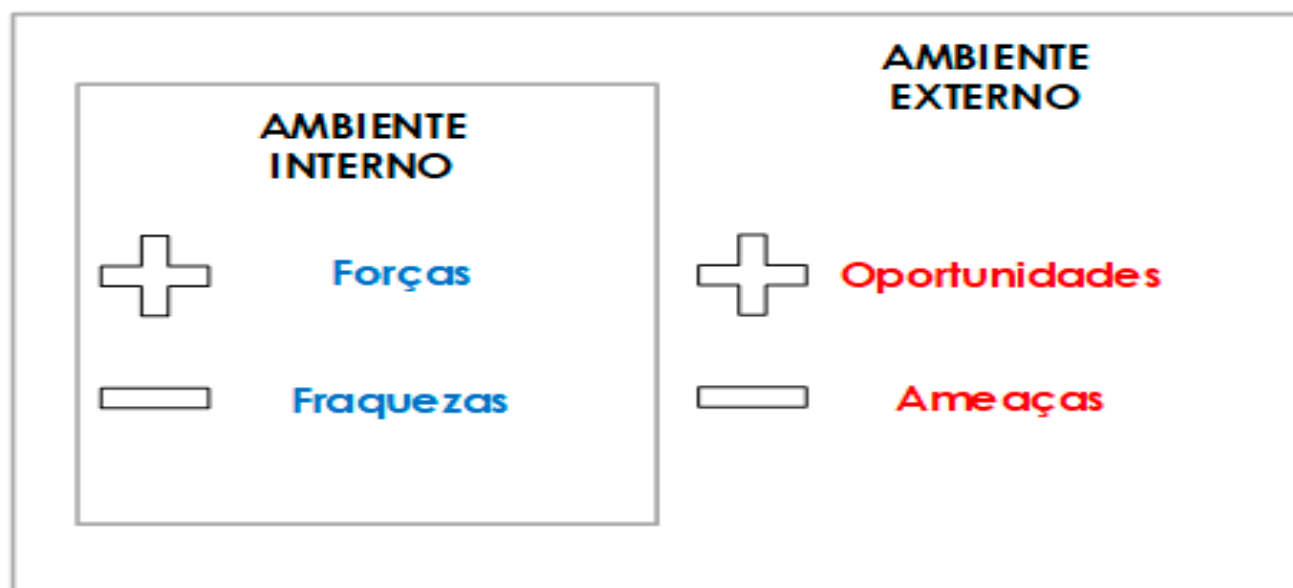 AMBIENTE
EXTERNO
AMBIENTE
INTERNO
Forças
Oportunidades
Fraquezas
Ameaças